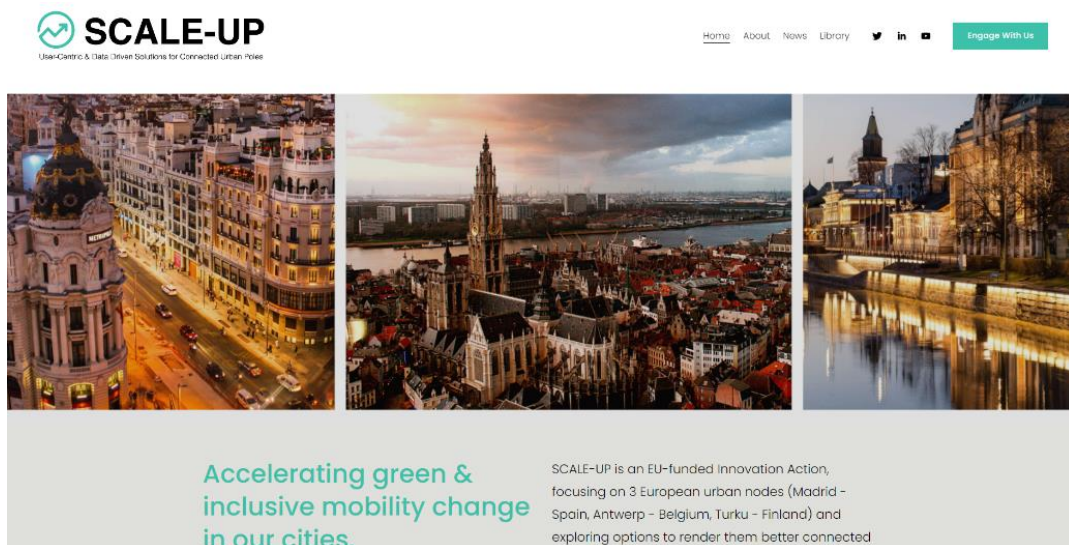 SCALE-UP
User-Centric & Data Driven Solutions for Connected Urban Poles
Home About News Library
Engage With Us
METROPOLIS
Accelerating green &
inclusive mobility change
in our cities.
SCALE-UP is an EU-funded Innovation Action,
focusing on 3 European urban nodes (Madrid -
Spain, Antwerp - Belgium, Turku - Finland) and
exploring options to render them better connected